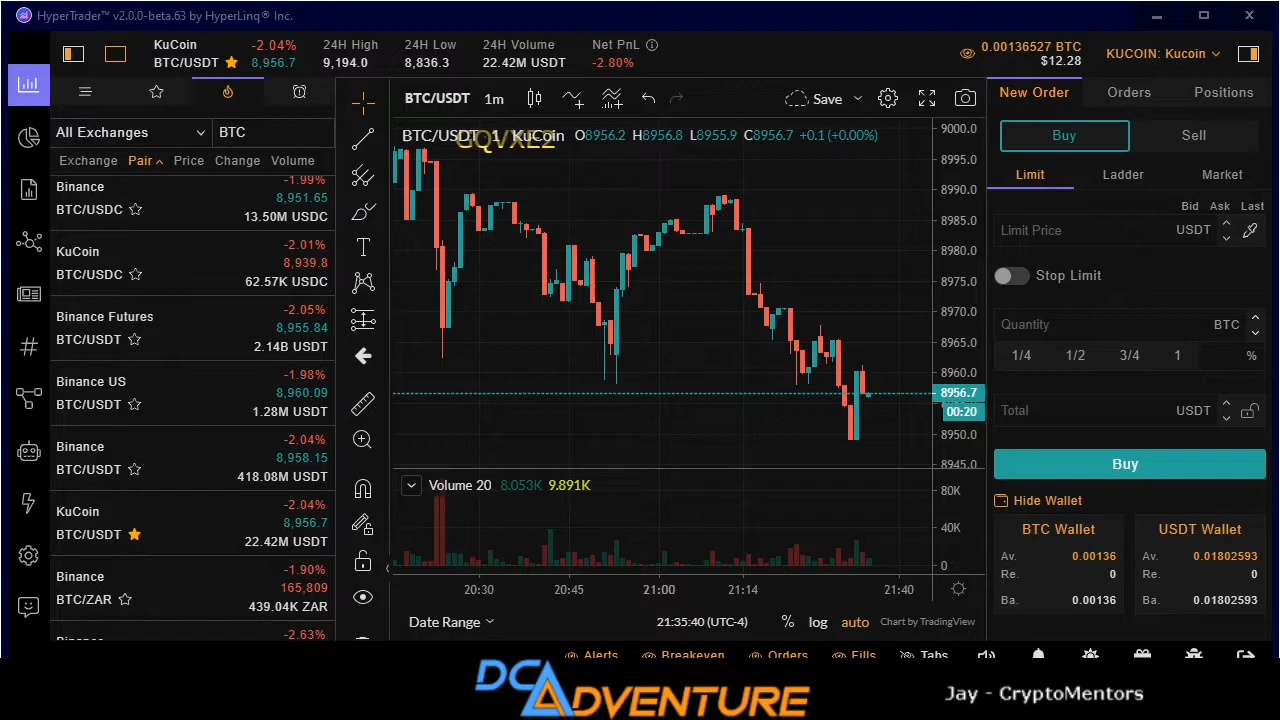 HyperTrader™ v2.0.0-beta.63 by HyperLinq® Inc.
KuCoin -2.04% 24H High 24H Low 24H Volume Net PnL
BTC/USDT 8,956.7 9,194.0 8,836.3 22.42M USDT -2.80%
0.00136527 BTC
$12.28
KUCOIN: Kucoin
All Exchanges BTC
Exchange Pair Price Change Volume
Binance -1.99%
BTC/USDC 8,951.65
13.50M USDC
KuCoin -2.01%
BTC/USDC 8,939.8
62.57K USDC
Binance Futures -2.05%
BTC/USDT 8,955.84
2.14B USDT
Binance US -1.98%
BTC/USDT 8,960.09
1.28M USDT
Binance -2.04%
BTC/USDT 8,958.15
418.08M USDT
KuCoin -2.04%
BTC/USDT 8,956.7
22.42M USDT
Binance -1.90%
BTC/ZAR 165,809
439.04K ZAR
-2.63%
BTC/USDT 1m Save
BTC/USDT 1 KuCoin O8956.2 H8956.8 L8955.9 C8956.7 +0.1 (+0.00%)
GQVXEZ
9000.0
8995.0
8990.0
8985.0
8980.0
8975.0
8970.0
8965.0
8960.0
8956.7
00:20
8950.0
8945.0
Volume 20 8.053K 9.891K
80K
40K
0
20:30 20:45 21:00 21:14 21:40
Date Range 21:35:40 (UTC-4) % log auto Chart by TradingView
New Order Orders Positions
Buy Sell
Limit Ladder Market
Bid Ask Last
Limit Price USDT
Stop Limit
Quantity BTC
1/4 1/2 3/4 1 %
Total USDT
Buy
Hide Wallet
BTC Wallet USDT Wallet
Av. 0.00136 Av. 0.01802593
Re. 0 Re. 0
Ba. 0.00136 Ba. 0.01802593
Alerts Breakeven Orders Fills Tabs
DCAdventure
Jay - CryptoMentors